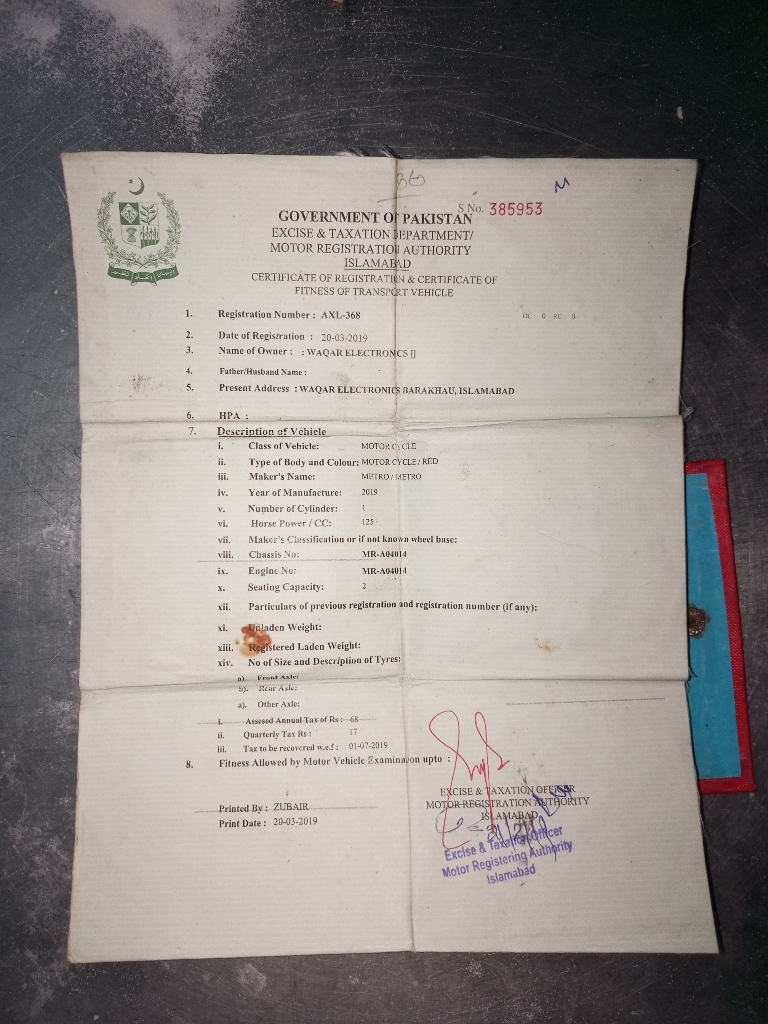 S No. 385953
GOVERNMENT OF PAKISTAN
EXCISE & TAXATION DEPARTMENT/
MOTOR REGISTRATION AUTHORITY
ISLAMABAD
CERTIFICATE OF REGISTRATION & CERTIFICATE OF
FITNESS OF TRANSPORT VEHICLE
1. Registration Number : AXL-368
OC: 0 RC: 0
2. Date of Registration : 20-03-2019
3. Name of Owner : : WAQAR ELECTRONICS []
4. Father/Husband Name :
5. Present Address : WAQAR ELECTRONICS BARAKHAU, ISLAMABAD
6. HPA :
7. Description of Vehicle
i. Class of Vehicle: MOTOR CYCLE
ii. Type of Body and Colour: MOTOR CYCLE / RED
iii. Maker's Name: METRO / METRO
iv. Year of Manufacture: 2019
v. Number of Cylinder: 1
vi. Horse Power / CC: 125
vii. Maker's Classification or if not known wheel base:
viii. Chassis No: MR-A04014
ix. Engine No: MR-A04014
x. Seating Capacity: 2
xii. Particulars of previous registration and registration number (if any):
xi. Unladen Weight:
xiii. Registered Laden Weight:
xiv. No of Size and Description of Tyres:
a). Front Axle:
b). Rear Axle:
a). Other Axle:
i. Assesed Annual Tax of Rs : 68
ii. Quarterly Tax Rs : 17
iii. Tax to be recovered w.e.f : 01-07-2019
8. Fitness Allowed by Motor Vehicle Examinaion upto :
EXCISE & TAXATION OFFICER
MOTOR REGISTRATION AUTHORITY
ISLAMABAD
Printed By : ZUBAIR
Print Date : 20-03-2019
Excise & Taxation Officer
Motor Registering Authority
Islamabad